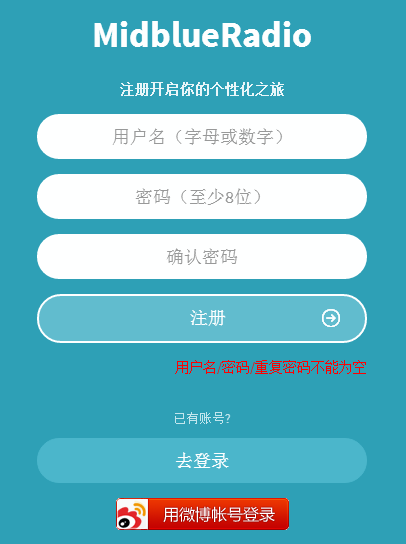 MidblueRadio
注册开启你的个性化之旅
用户名（字母或数字）
密码（至少8位）
确认密码
注册
用户名/密码/重复密码不能为空
已有账号？
去登录
用微博帐号登录